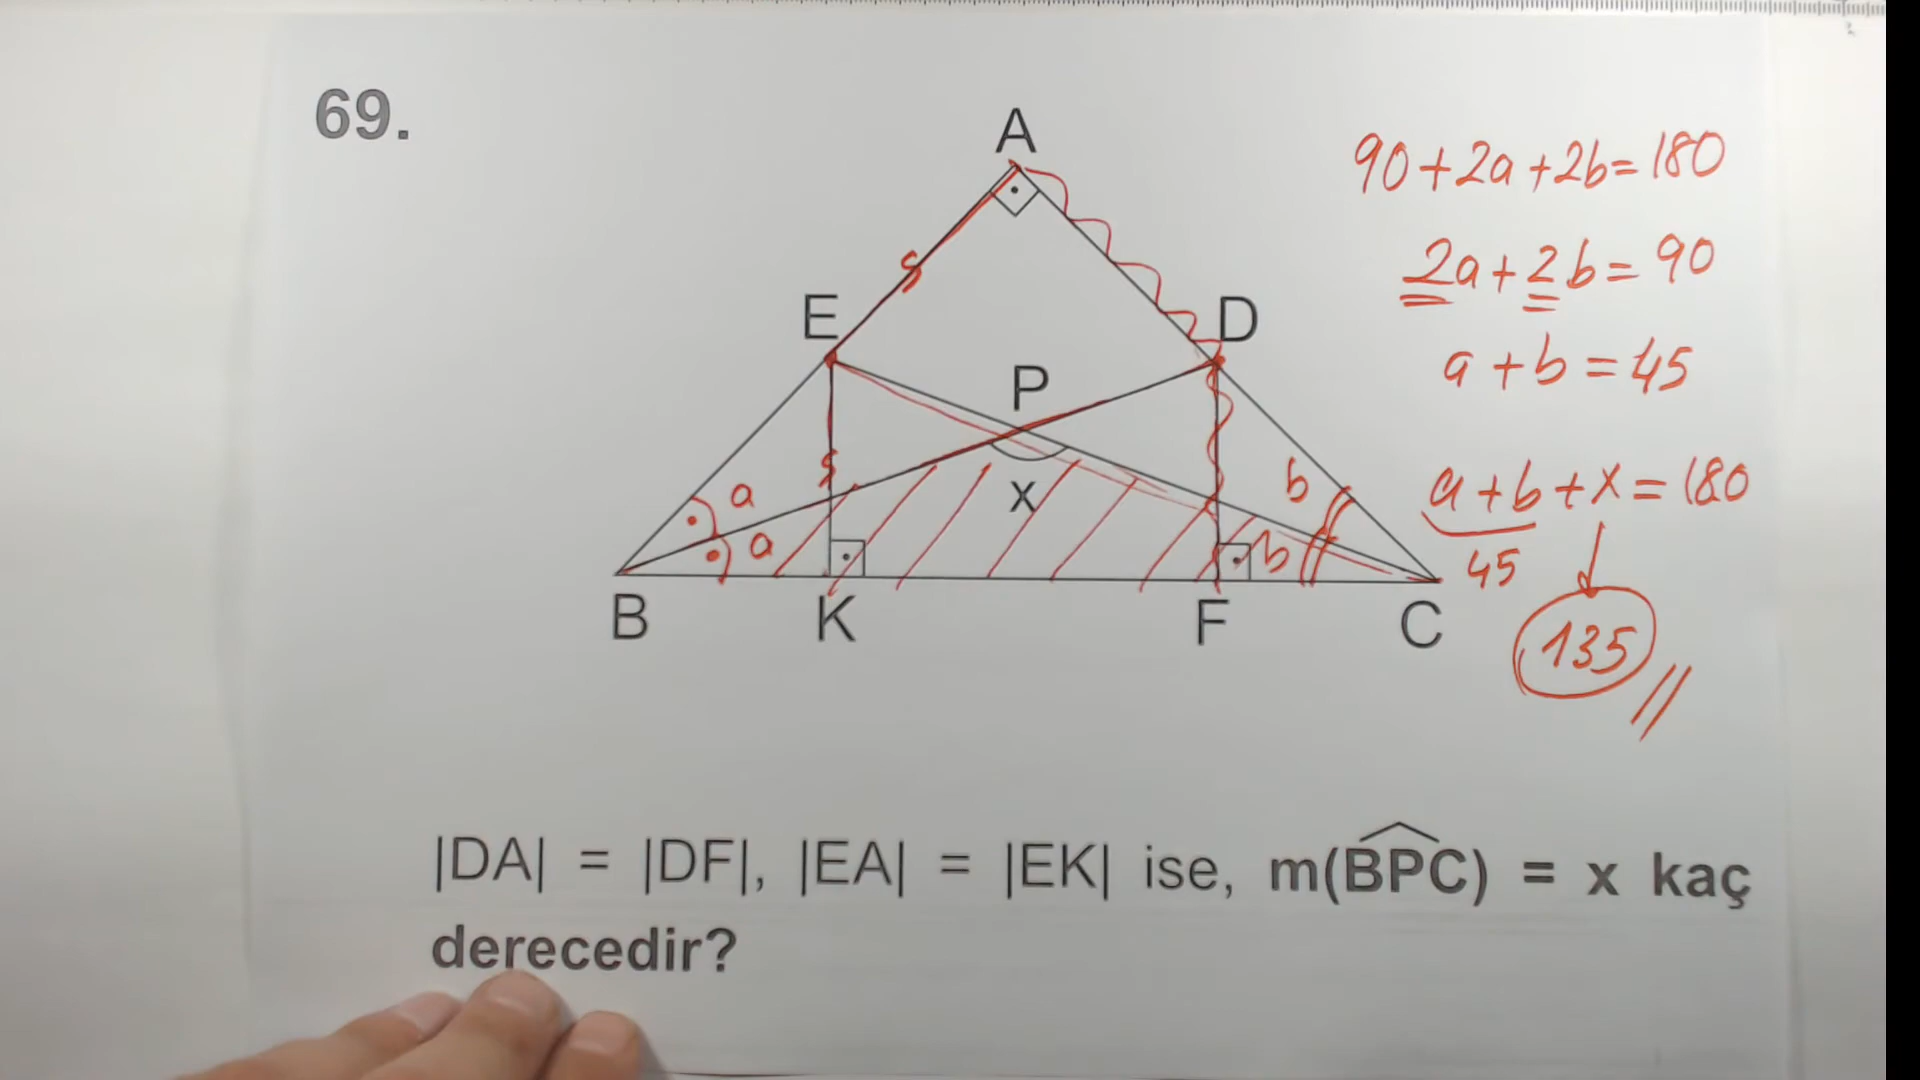 69.
A
90+2a+2b=180
2a+2b=90
E
D
P
a+b=45
s
s
x
a
a
b
b
a+b+x=180
45
135
B
K
F
C
|DA| = |DF|, |EA| = |EK| ise, m(BPC) = x kaç
derecedir?